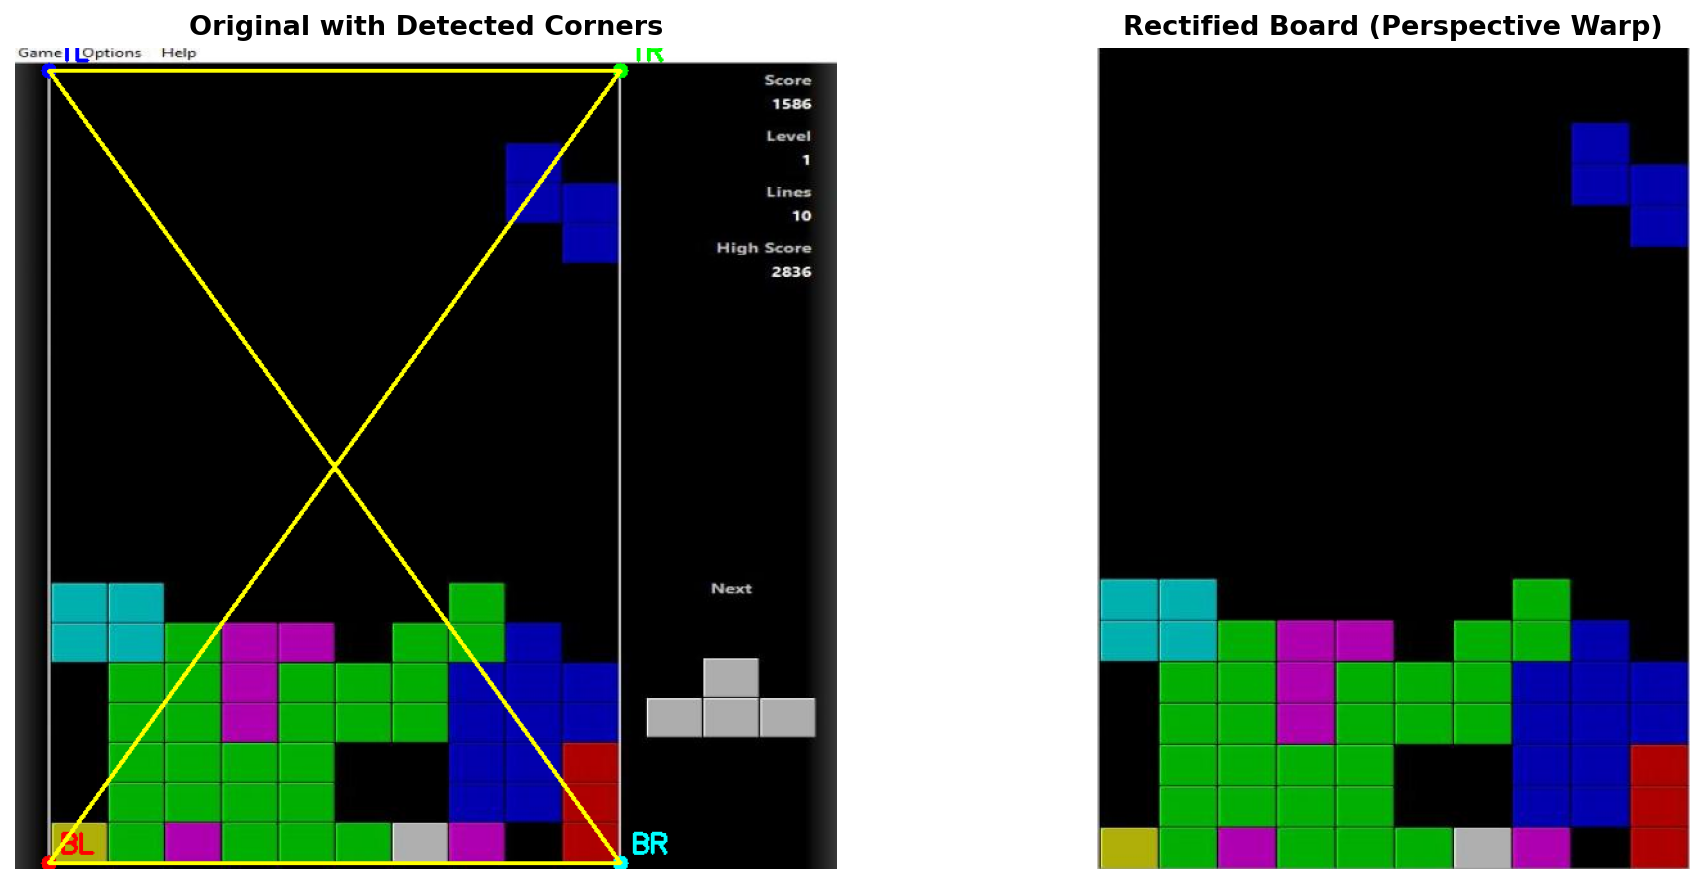 Original with Detected Corners
Rectified Board (Perspective Warp)
Game Options Help
TL
TR
Score
1586
Level
1
Lines
10
High Score
2836
Next
BL
BR